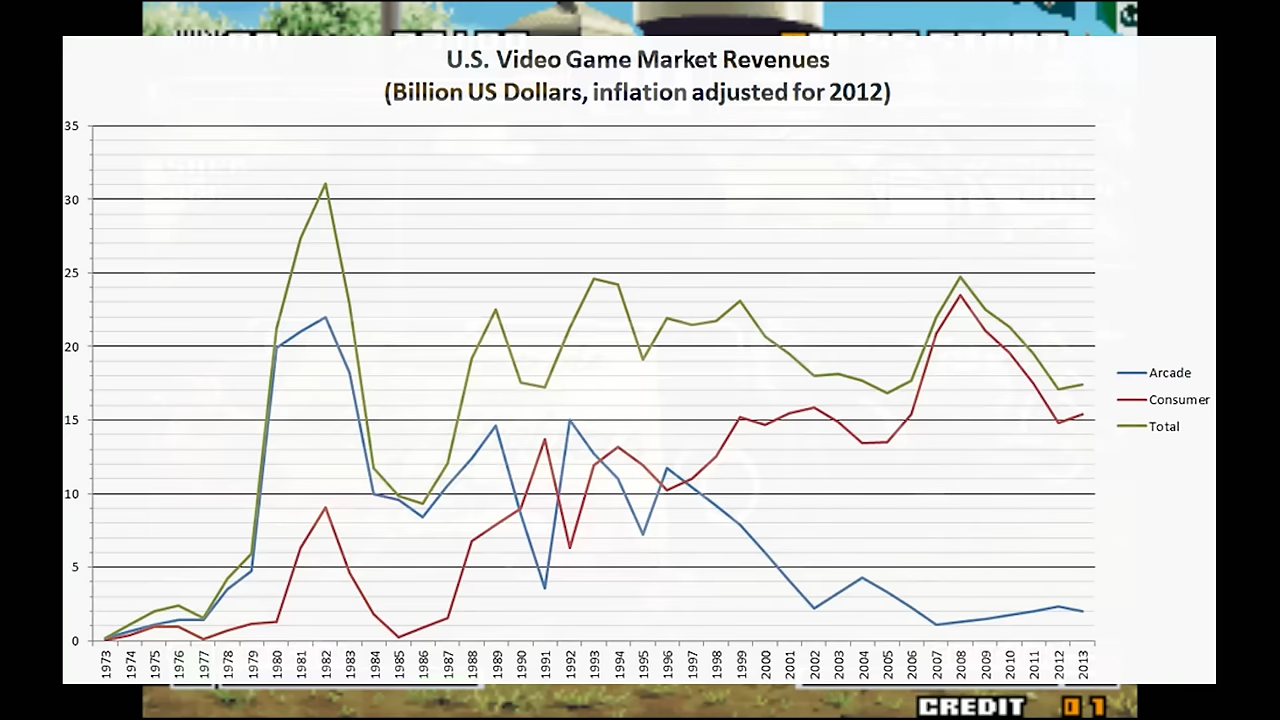 U.S. Video Game Market Revenues
(Billion US Dollars, inflation adjusted for 2012)
35
30
25
20
15
10
5
0
Arcade
Consumer
Total
1973 1974 1975 1976 1977 1978 1979 1980 1981 1982 1983 1984 1985 1986 1987 1988 1989 1990 1991 1992 1993 1994 1995 1996 1997 1998 1999 2000 2001 2002 2003 2004 2005 2006 2007 2008 2009 2010 2011 2012 2013
CREDIT 01